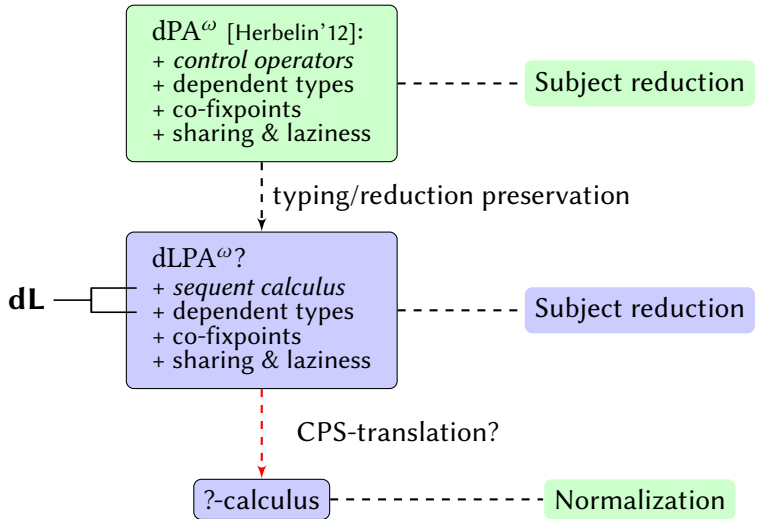 dPA^ω [Herbelin'12]:
+ control operators
+ dependent types
+ co-fixpoints
+ sharing & laziness
Subject reduction
typing/reduction preservation
dLPA^ω?
+ sequent calculus
+ dependent types
+ co-fixpoints
+ sharing & laziness
dL
Subject reduction
CPS-translation?
?-calculus
Normalization